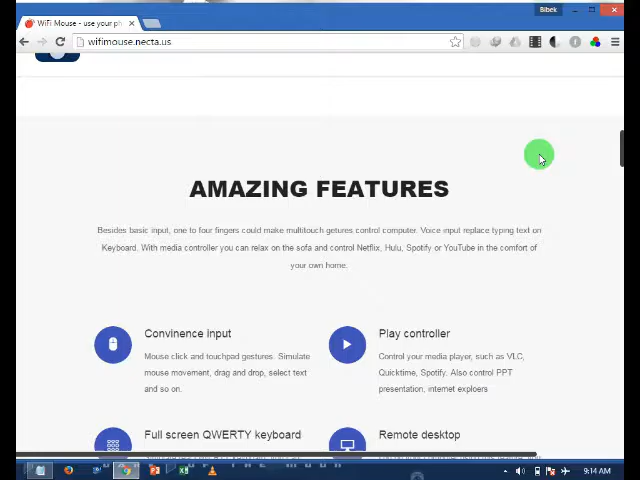 Bibek
WiFi Mouse - use your ph
wifimouse.necta.us
AMAZING FEATURES
Besides basic input, one to four fingers could make multitouch getures control computer. Voice input replace typing text on
Keyboard. With media controller you can relax on the sofa and control Netflix, Hulu, Spotify or YouTube in the comfort of
your own home.
Convinence input
Mouse click and touchpad gestures. Simulate
mouse movement, drag and drop, select text
and so on.
Play controller
Control your media player, such as VLC,
Quicktime, Spotify. Also control PPT
presentation, internet exploers
Full screen QWERTY keyboard
Remote desktop
9:14 AM